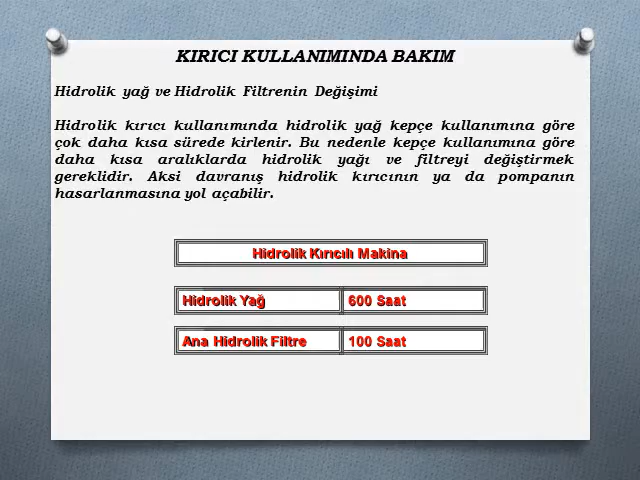 KIRICI KULLANIMINDA BAKIM
Hidrolik yağ ve Hidrolik Filtrenin Değişimi
Hidrolik kırıcı kullanımında hidrolik yağ kepçe kullanımına göre
çok daha kısa sürede kirlenir. Bu nedenle kepçe kullanımına göre
daha kısa aralıklarda hidrolik yağı ve filtreyi değiştirmek
gereklidir. Aksi davranış hidrolik kırıcının ya da pompanın
hasarlanmasına yol açabilir.
Hidrolik Kırıcılı Makina
Hidrolik Yağ 600 Saat
Ana Hidrolik Filtre 100 Saat